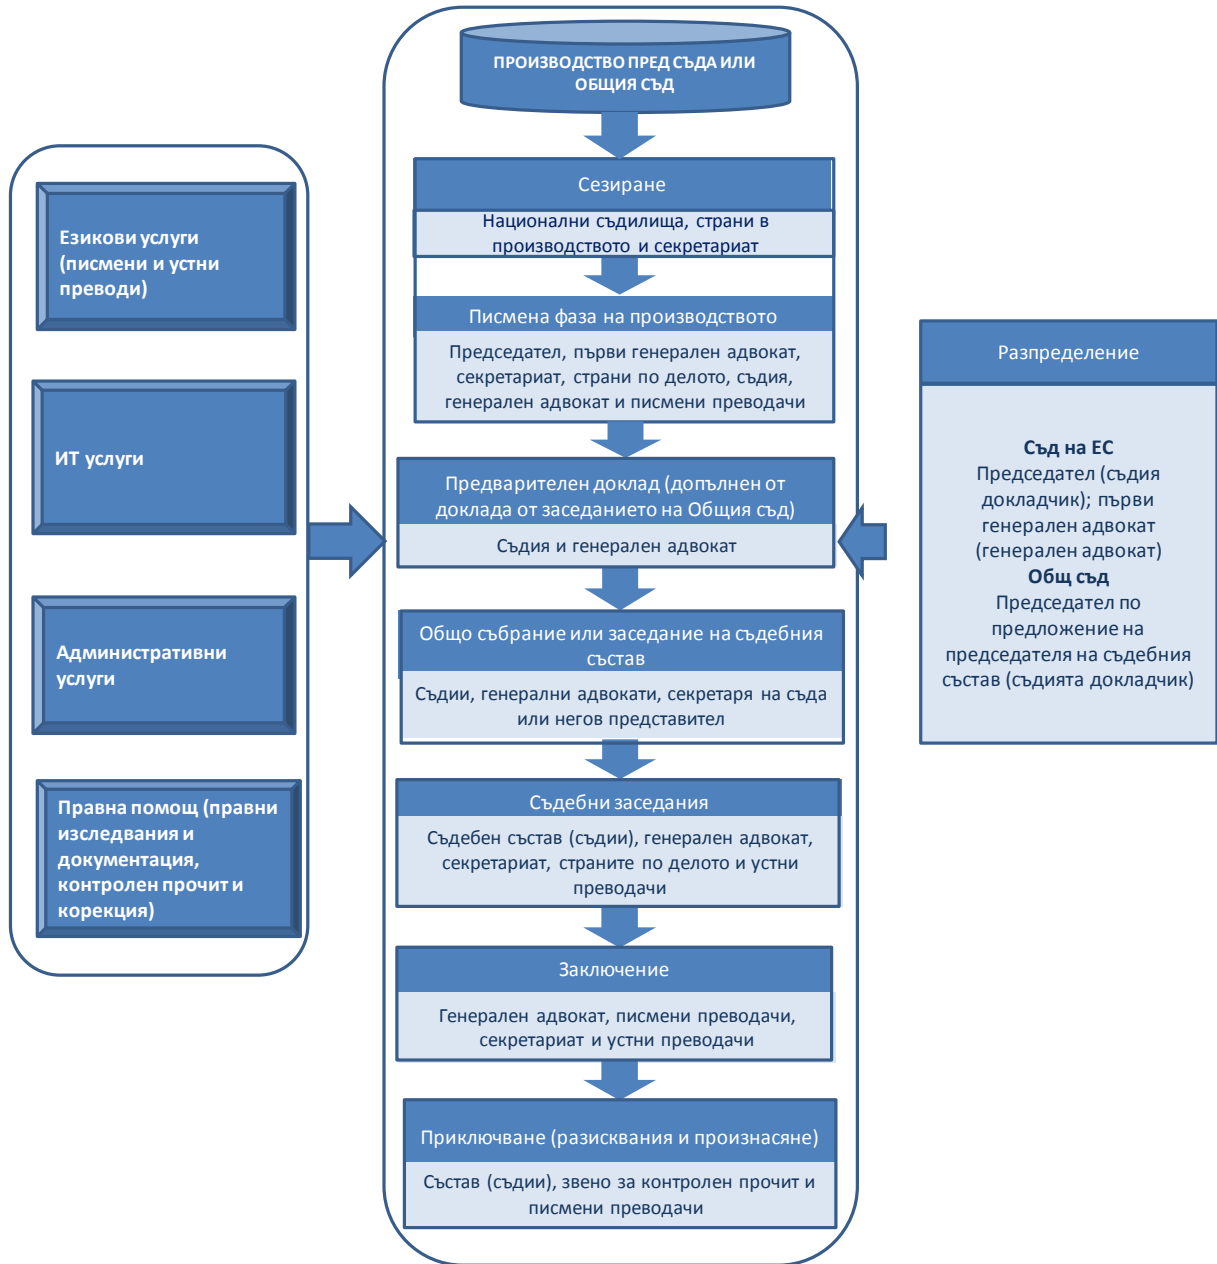 ПРОИЗВОДСТВО ПРЕД СЪДА ИЛИ
ОБЩИЯ СЪД
Сезиране
Национални съдилища, страни в
производството и секретариат
Писмена фаза на производството
Председател, първи генерален адвокат,
секретариат, страни по делото, съдия,
генерален адвокат и писмени преводачи
Предварителен доклад (допълнен от
доклада от заседанието на Общия съд)
Съдия и генерален адвокат
Общо събрание или заседание на съдебния
състав
Съдии, генерални адвокати, секретаря на съда
или негов представител
Съдебни заседания
Съдебен състав (съдии), генерален адвокат,
секретариат, страните по делото и устни
преводачи
Заключение
Генерален адвокат, писмени преводачи,
секретариат и устни преводачи
Приключване (разисквания и произнасяне)
Състав (съдии), звено за контролен прочит и
писмени преводачи
Езикови услуги
(писмени и устни
преводи)
ИТ услуги
Административни
услуги
Правна помощ (правни
изследвания и
документация,
контролен прочит и
корекция)
Разпределение
Съд на ЕС
Председател (съдия
докладчик); първи
генерален адвокат
(генерален адвокат)
Общ съд
Председател по
предложение на
председателя на съдебния
състав (съдията докладчик)